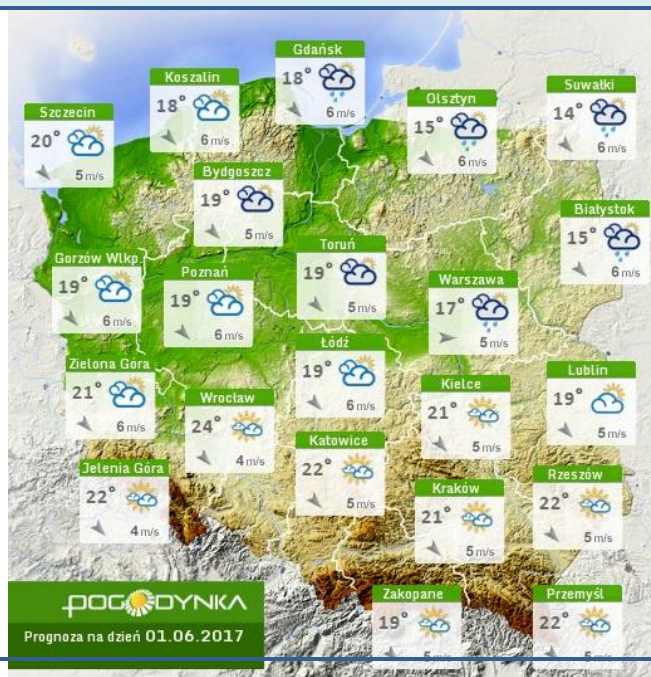 Gdańsk
18°
6 m/s
Koszalin
18°
6 m/s
Suwałki
14°
6 m/s
Olsztyn
15°
6 m/s
Szczecin
20°
5 m/s
Bydgoszcz
19°
5 m/s
Białystok
15°
6 m/s
Toruń
19°
5 m/s
Gorzów Wlkp
19°
6 m/s
Poznań
19°
6 m/s
Warszawa
17°
5 m/s
Łódź
19°
6 m/s
Zielona Góra
21°
6 m/s
Lublin
19°
5 m/s
Kielce
21°
5 m/s
Wrocław
24°
4 m/s
Katowice
22°
5 m/s
Jelenia Góra
22°
4 m/s
Rzeszów
22°
5 m/s
Kraków
21°
5 m/s
Zakopane
19°
5 m/s
Przemyśl
22°
5 m/s
POGODYNKA
Prognoza na dzień 01.06.2017